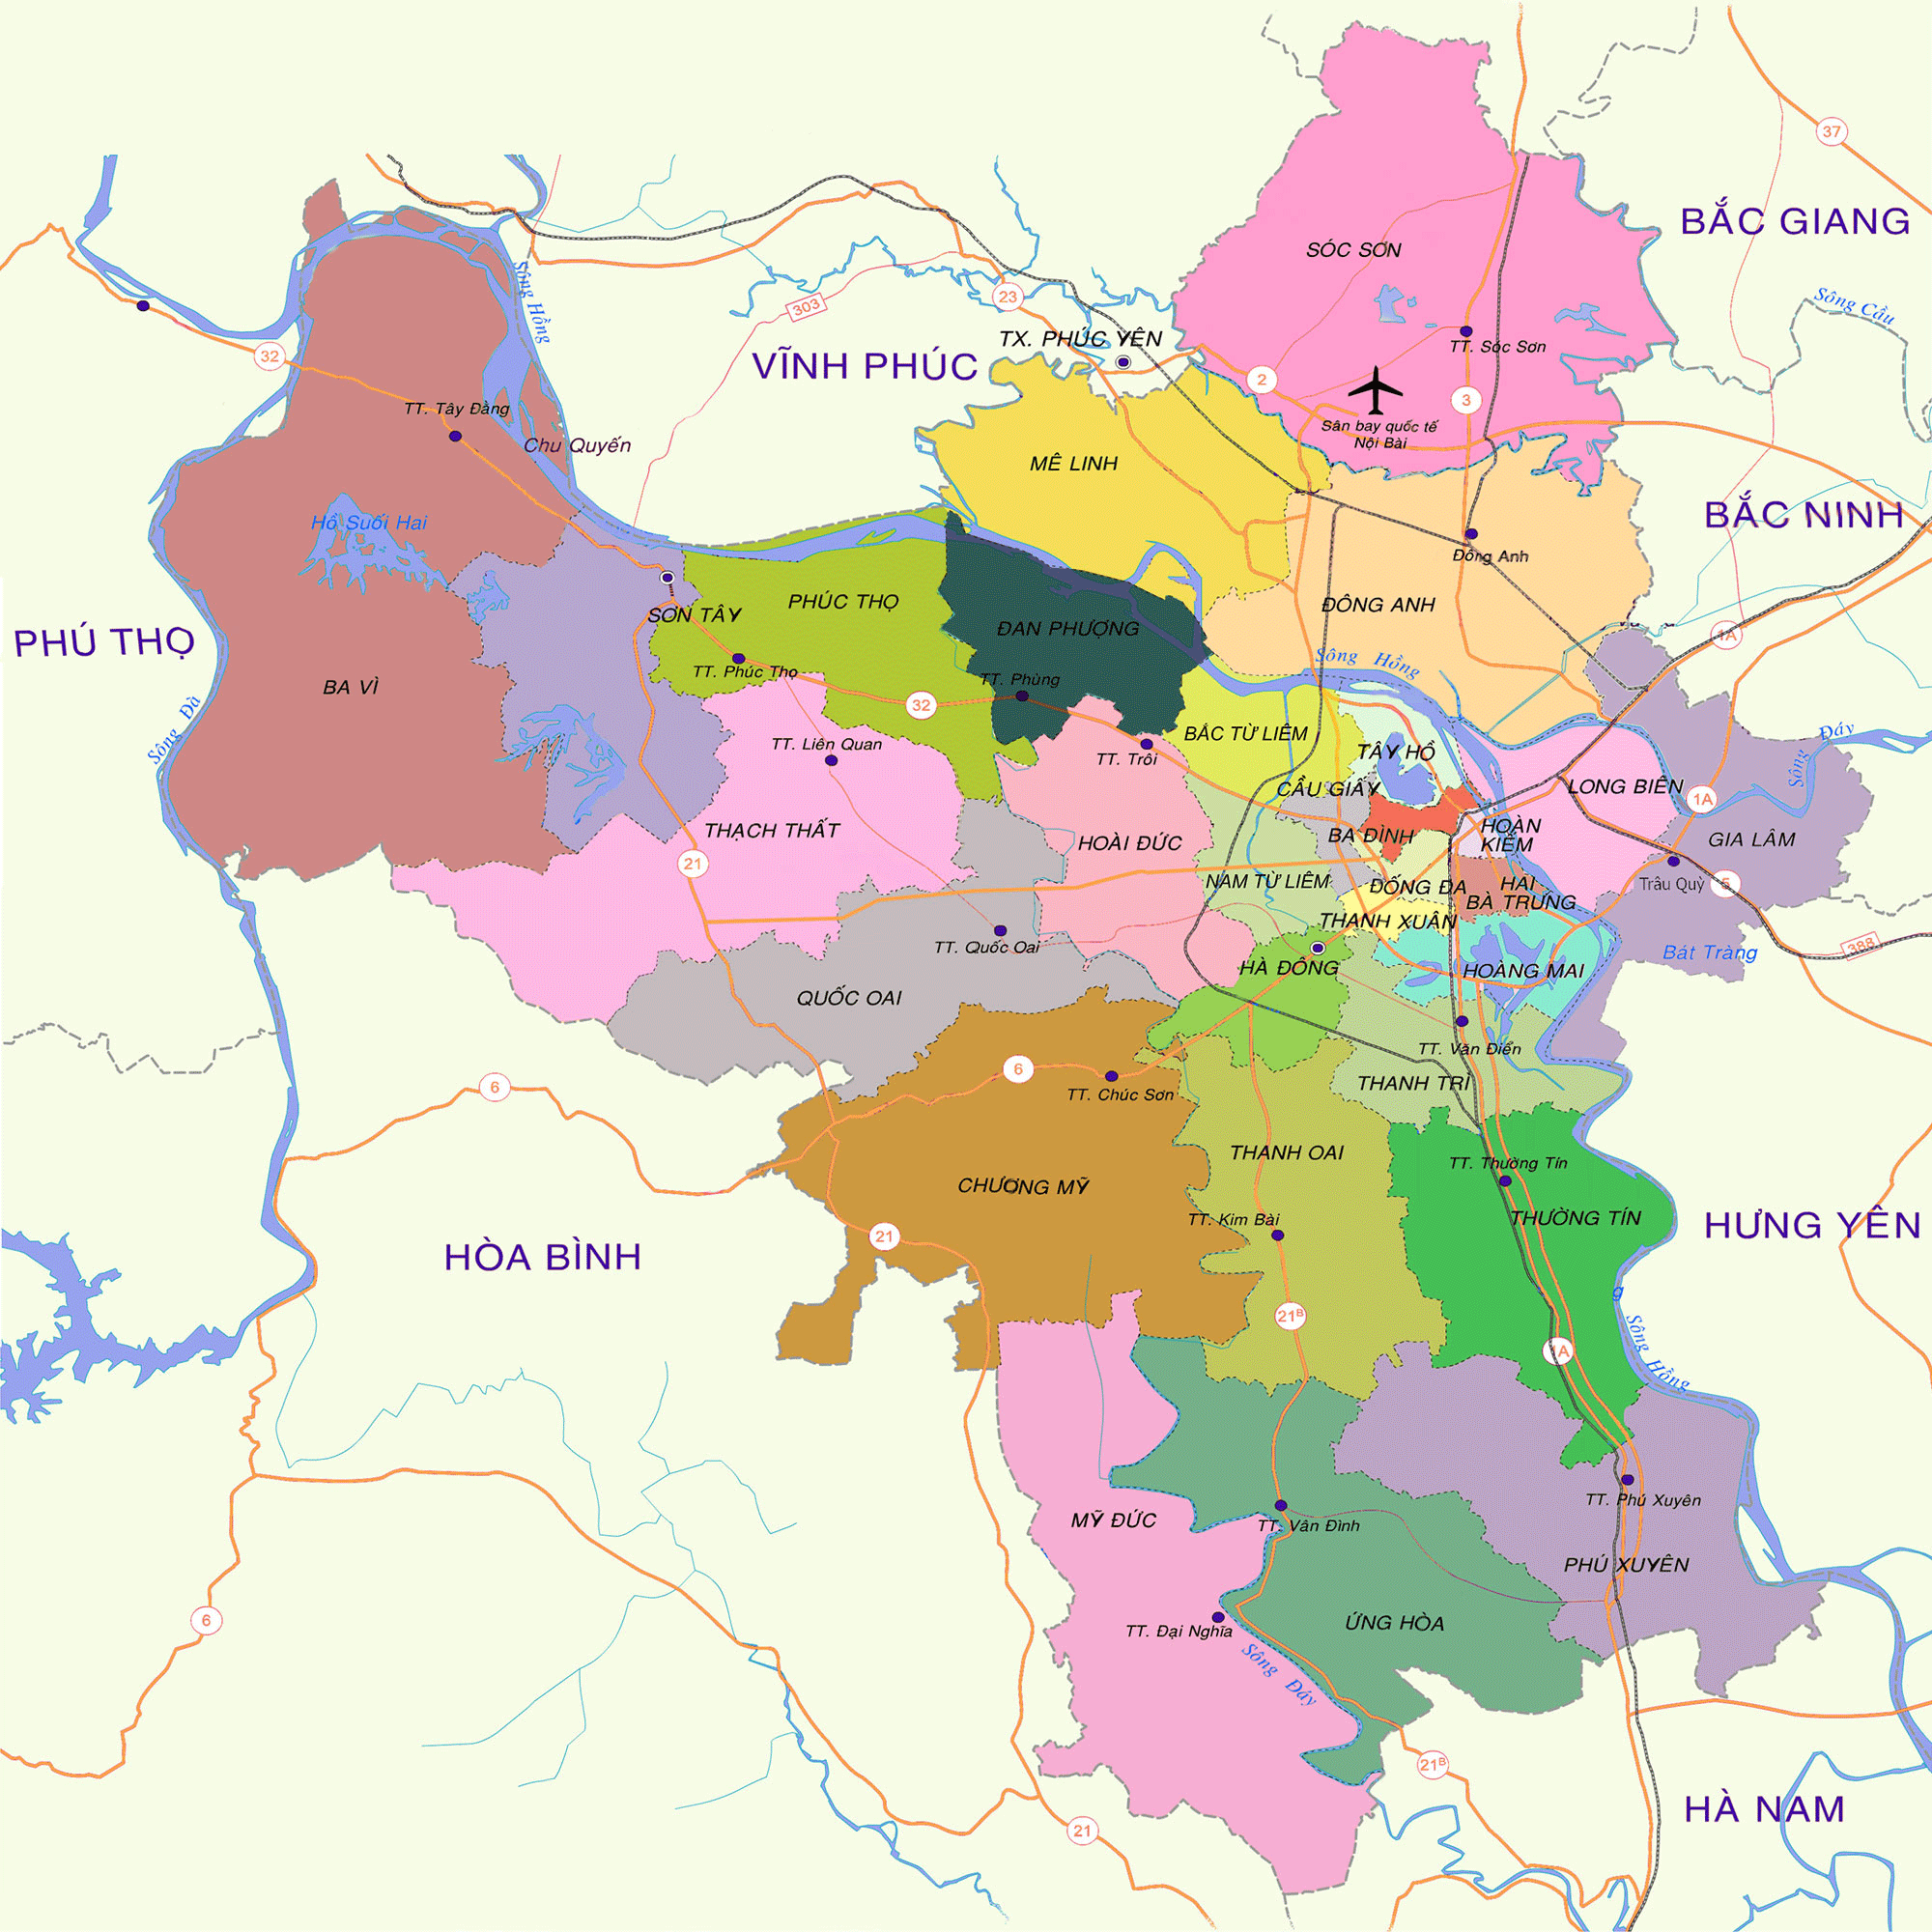 37
BẮC GIANG
SÓC SƠN
Sông Hồng
Sông Cầu
23
303
TX. PHÚC YÊN
TT. Sóc Sơn
32
VĨNH PHÚC
2
3
TT. Tây Đằng
Sân bay quốc tế
Nội Bài
Chu Quyến
MÊ LINH
BẮC NINH
Hồ Suối Hai
Đông Anh
PHÚC THỌ
ĐÔNG ANH
SƠN TÂY
ĐAN PHƯỢNG
1A
PHÚ THỌ
Sông Hồng
TT. Phúc Thọ
TT. Phùng
BA VÌ
32
Sông Đà
BẮC TỪ LIÊM
Sông Đáy
TT. Liên Quan
TT. Trôi
TÂY HỒ
CẦU GIẤY
LONG BIÊN
1A
THẠCH THẤT
HOÀI ĐỨC
BA ĐÌNH
HOÀN
KIẾM
GIA LÂM
21
NAM TỪ LIÊM
ĐỐNG ĐA
HAI
BÀ TRƯNG
Trâu Quỳ
5
THANH XUÂN
TT. Quốc Oai
388
Bát Tràng
HÀ ĐÔNG
HOÀNG MAI
QUỐC OAI
TT. Văn Điển
6
6
THANH TRÌ
TT. Chúc Sơn
THANH OAI
TT. Thường Tín
CHƯƠNG MỸ
TT. Kim Bài
THƯỜNG TÍN
HƯNG YÊN
21
HÒA BÌNH
g
21B
1A
Sông Hồng
TT. Phú Xuyên
MỸ ĐỨC
TT. Vân Đình
PHÚ XUYÊN
6
TT. Đại Nghĩa
ỨNG HÒA
Sông Đáy
21B
HÀ NAM
21